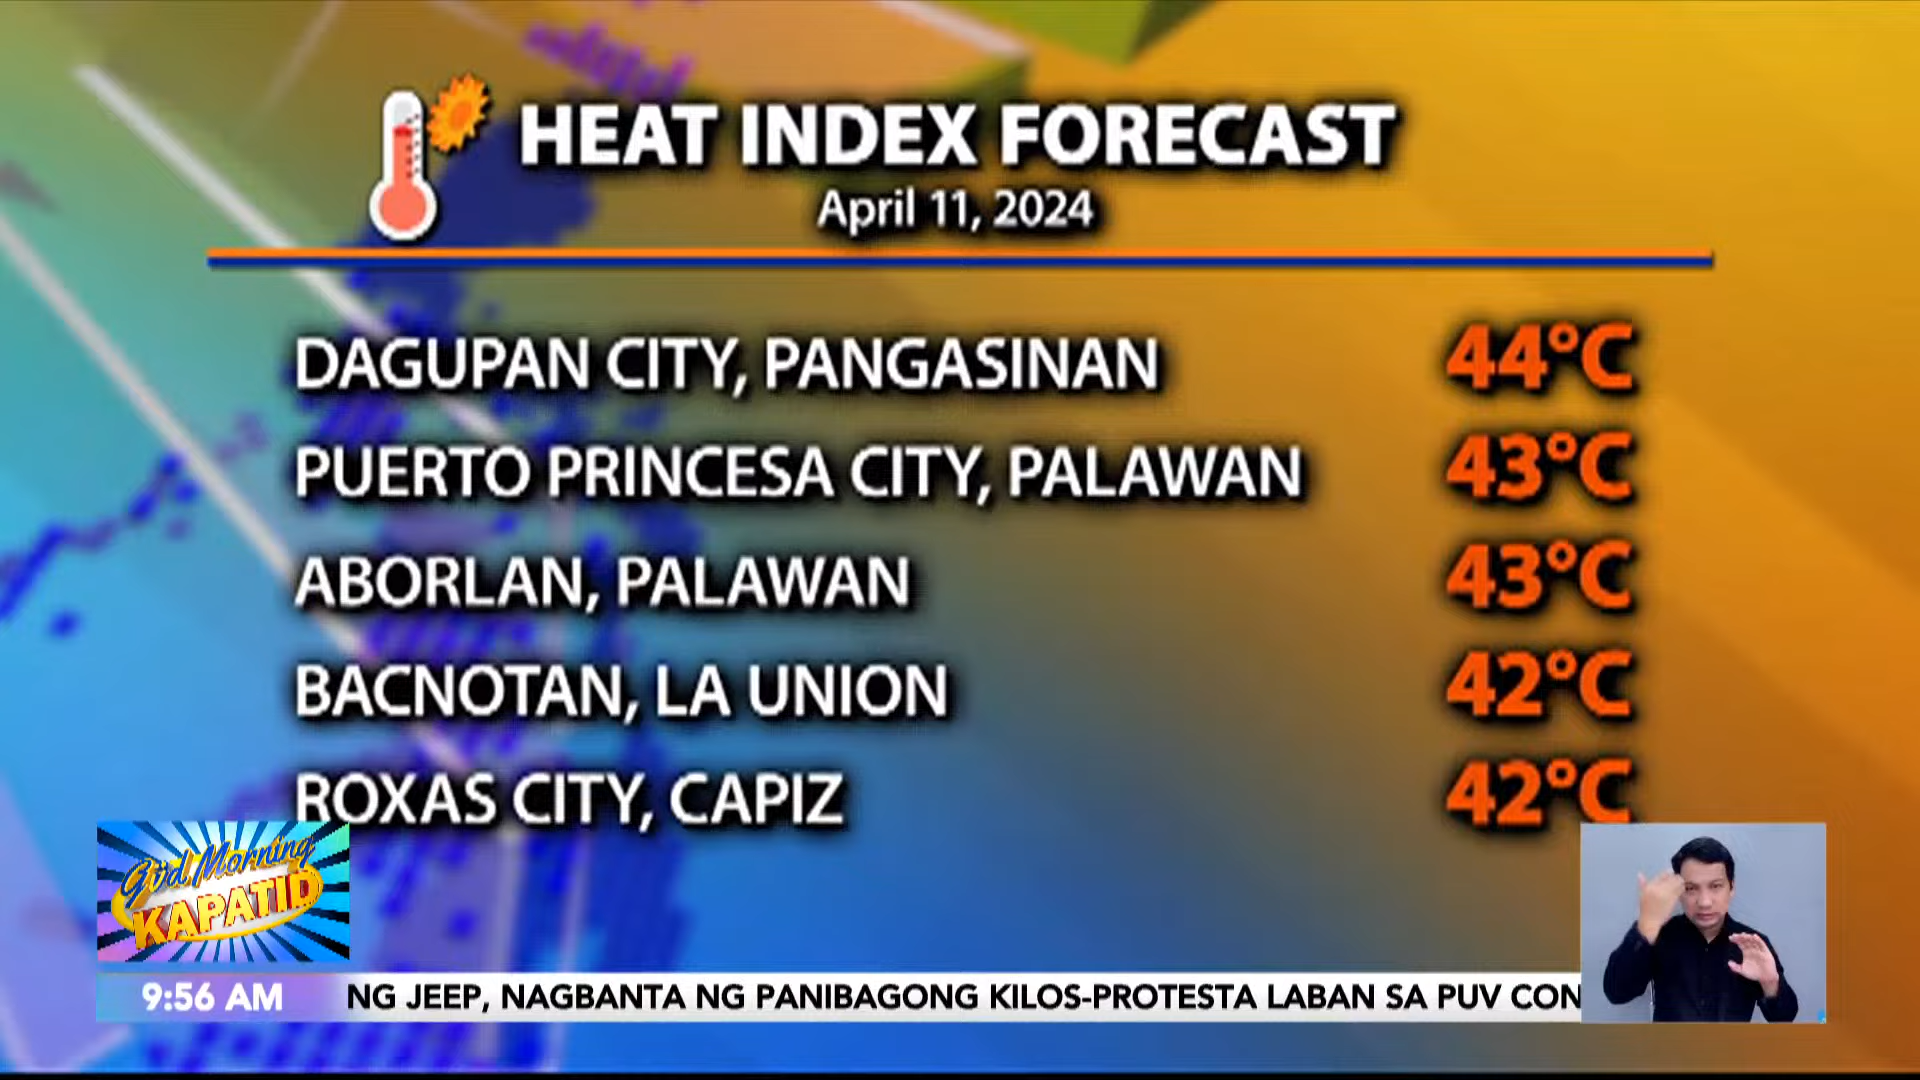 HEAT INDEX FORECAST
April 11, 2024
DAGUPAN CITY, PANGASINAN 44°C
PUERTO PRINCESA CITY, PALAWAN 43°C
ABORLAN, PALAWAN 43°C
BACNOTAN, LA UNION 42°C
ROXAS CITY, CAPIZ 42°C
Gud Morning
KAPATID
9:56 AM NG JEEP, NAGBANTA NG PANIBAGONG KILOS-PROTESTA LABAN SA PUV CON